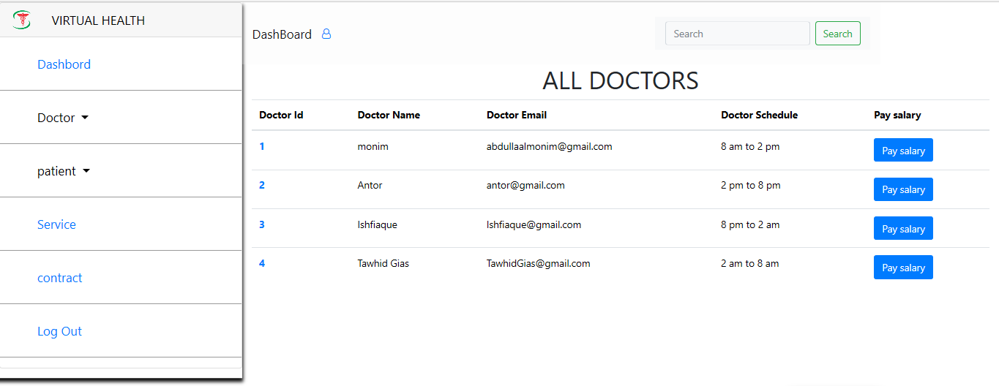 VIRTUAL HEALTH
Dashbord
Doctor
patient
Service
contract
Log Out
DashBoard
Search Search
ALL DOCTORS
Doctor Id Doctor Name Doctor Email Doctor Schedule Pay salary
1 monim abdullaalmonim@gmail.com 8 am to 2 pm Pay salary
2 Antor antor@gmail.com 2 pm to 8 pm Pay salary
3 Ishfiaque Ishfiaque@gmail.com 8 pm to 2 am Pay salary
4 Tawhid Gias TawhidGias@gmail.com 2 am to 8 am Pay salary